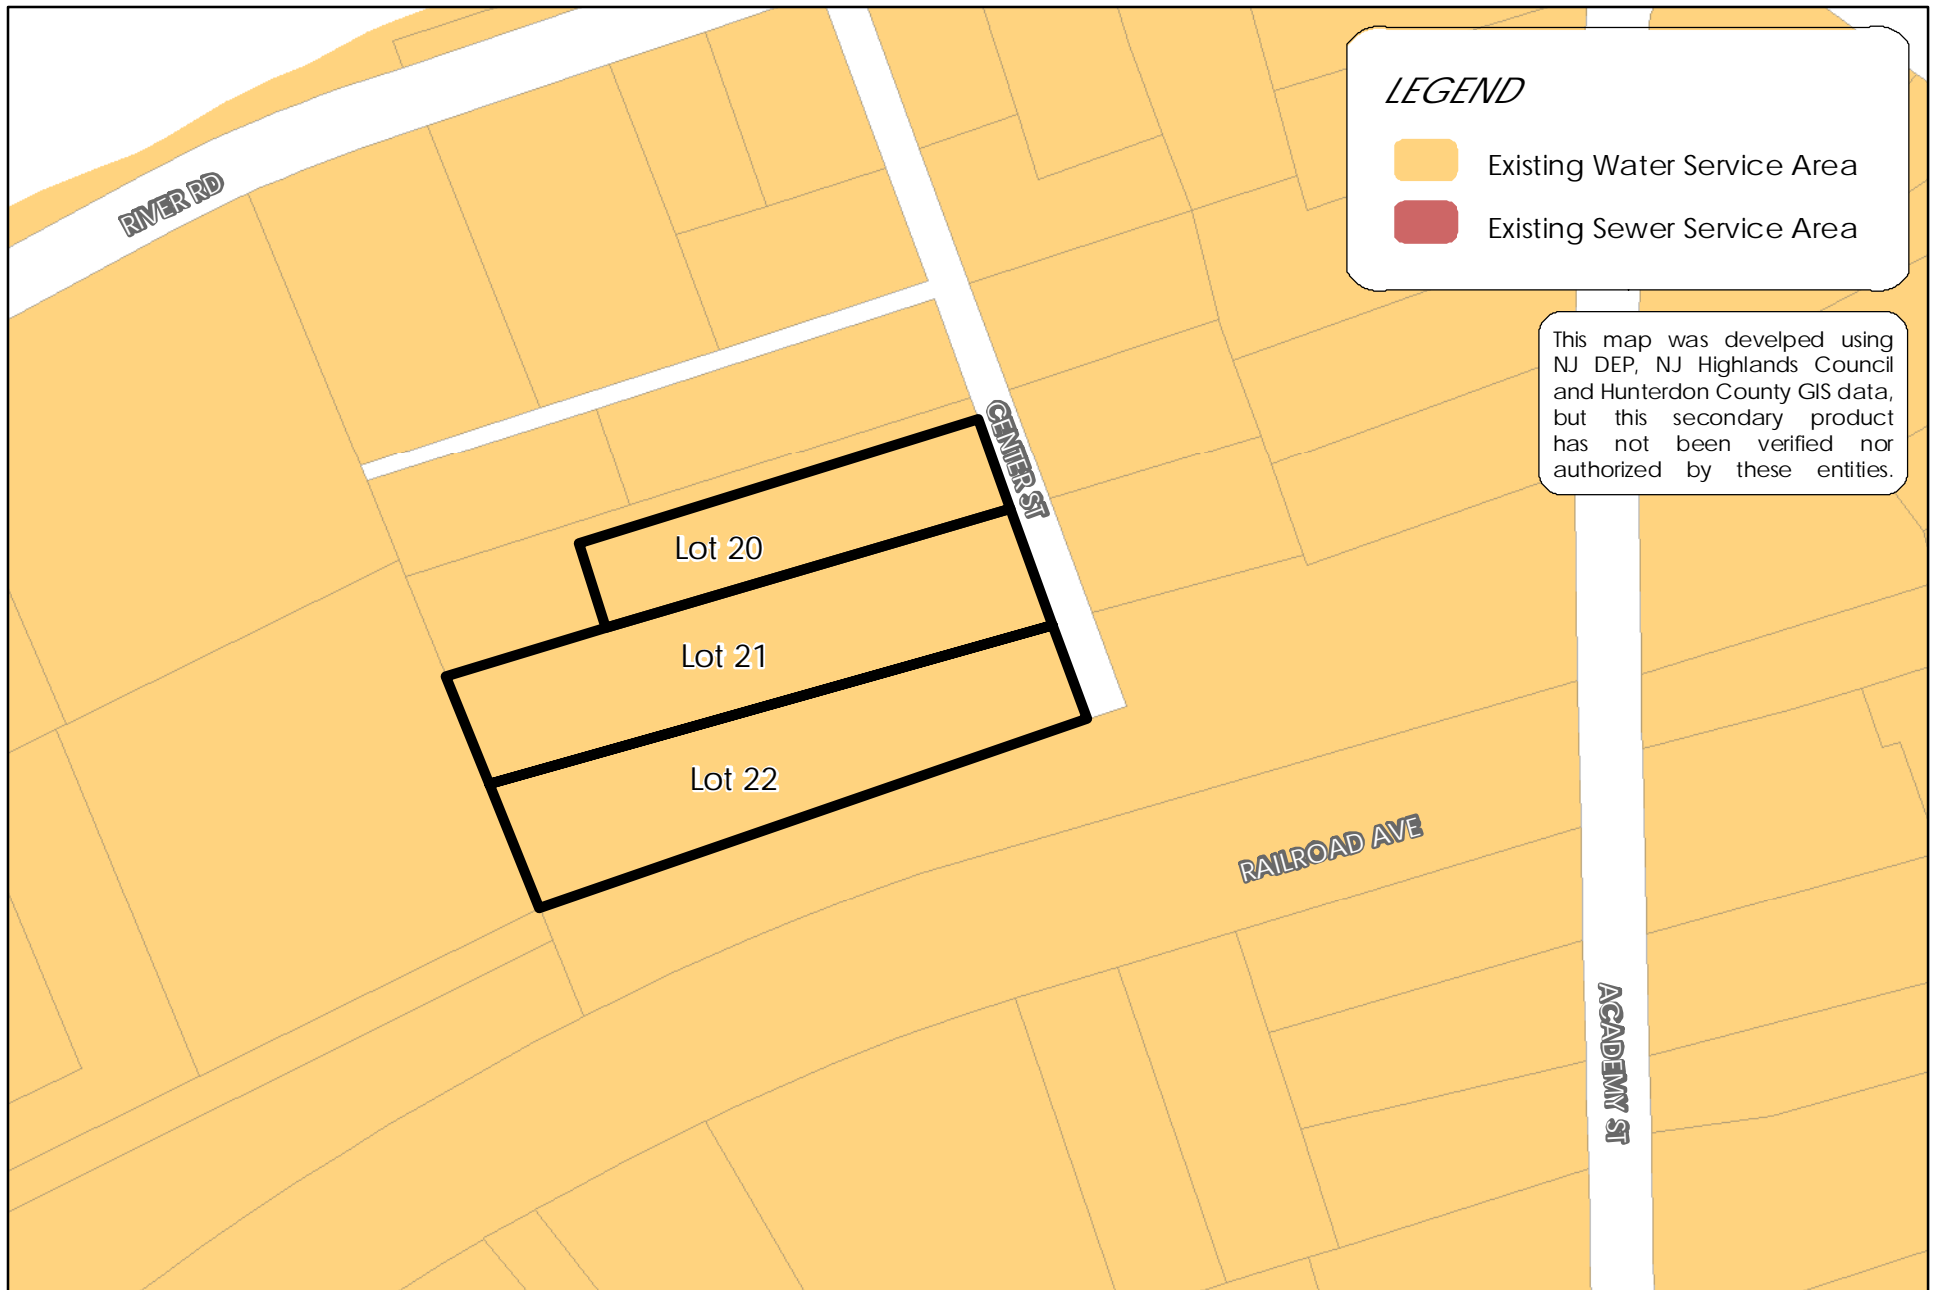 RIVER RD
LEGEND
Existing Water Service Area
Existing Sewer Service Area
This map was develped using
NJ DEP, NJ Highlands Council
and Hunterdon County GIS data,
but this secondary product
has not been verified nor
authorized by these entities.
CENTER ST
Lot 20
Lot 21
Lot 22
RAILROAD AVE
ACADEMY ST